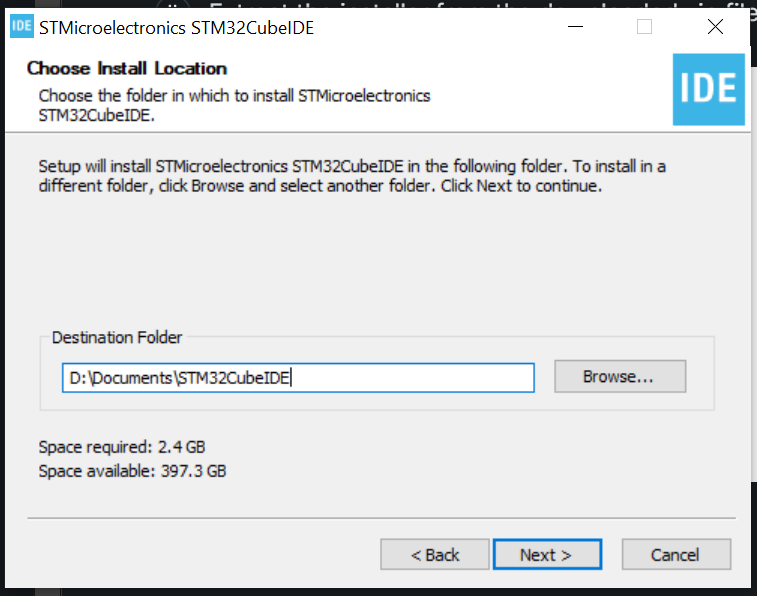 IDE STMicroelectronics STM32CubeIDE
Choose Install Location
Choose the folder in which to install STMicroelectronics
STM32CubeIDE.
IDE
Setup will install STMicroelectronics STM32CubeIDE in the following folder. To install in a
different folder, click Browse and select another folder. Click Next to continue.
Destination Folder
D:\Documents\STM32CubeIDE
Browse...
Space required: 2.4 GB
Space available: 397.3 GB
< Back
Next >
Cancel